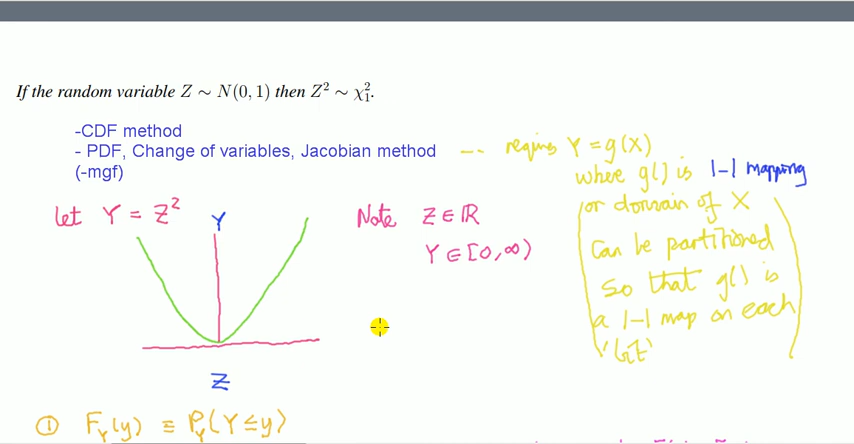 If the random variable Z ∼ N(0, 1) then Z² ∼ χ²₁.
-CDF method
- PDF, Change of variables, Jacobian method
(-mgf)
-- requires Y = g(X)
where g() is 1-1 mapping
(or domain of X
can be partitioned
so that g() is
a 1-1 map on each
'bit')
Let Y = Z²
Y
Z
Note Z ∈ ℝ
Y ∈ [0, ∞)
① F_Y(y) ≡ P_Y(Y ≤ y)